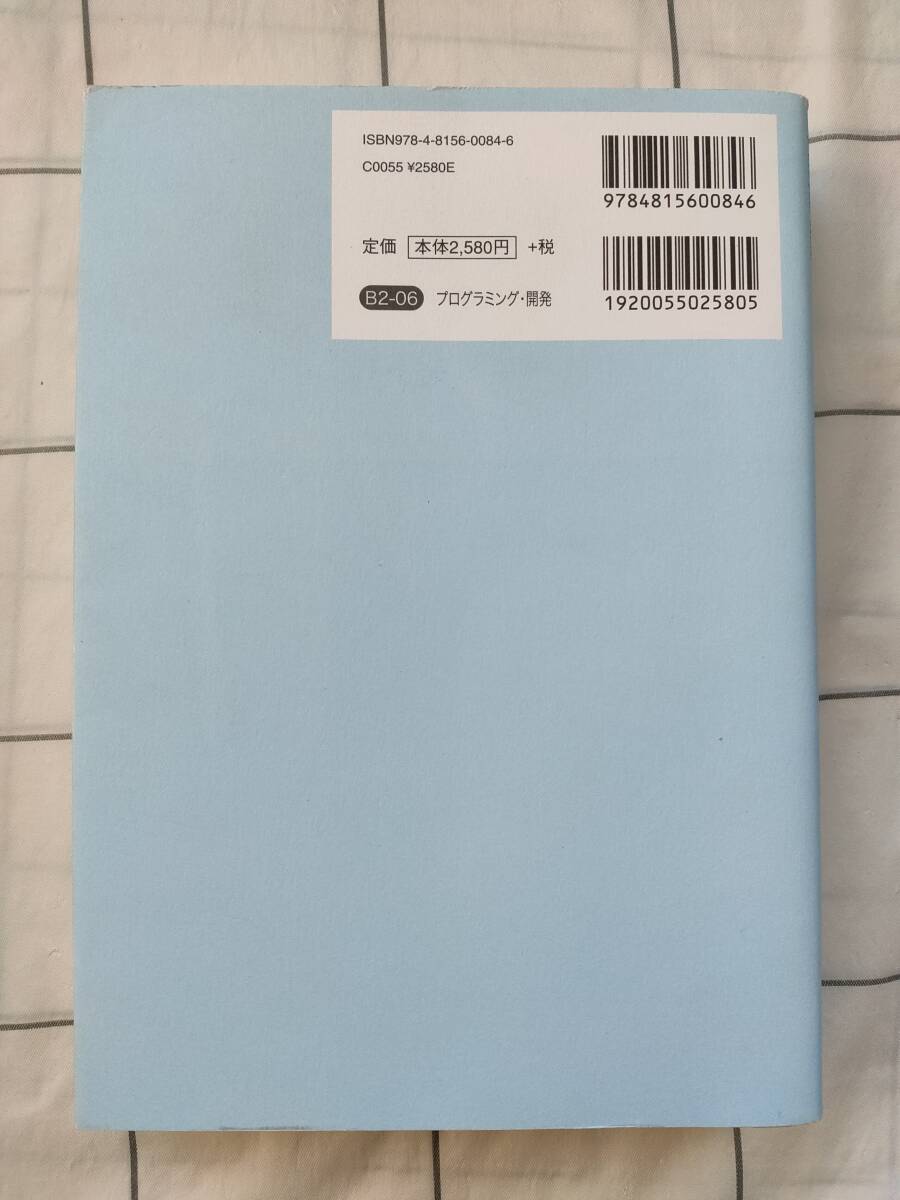 ISBN978-4-8156-0084-6
C0055 ¥2580E
9784815600846
定価 本体2,580円 +税
B2-06 プログラミング・開発
1920055025805